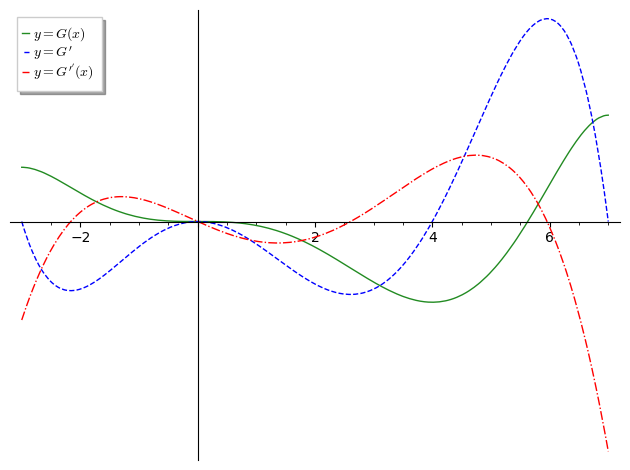 y = G(x)
y = G′
y = G′′(x)
−2
2
4
6